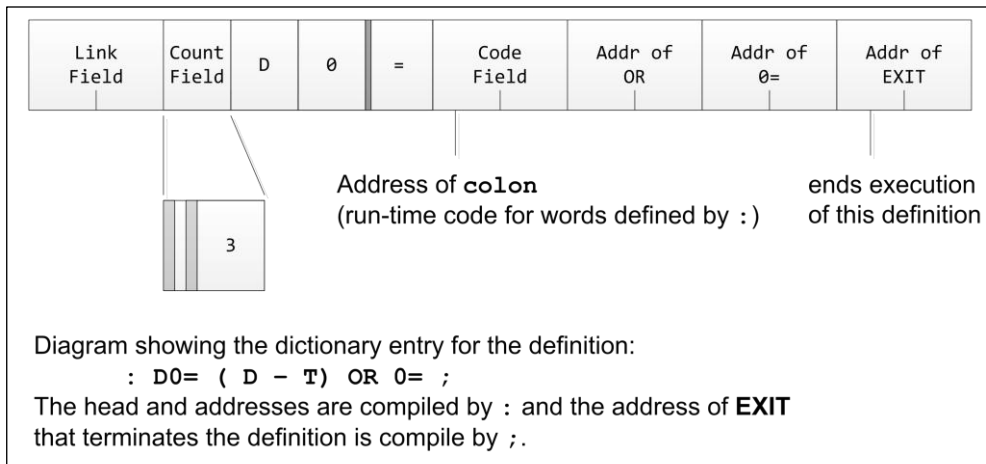 Link Field
Count Field
D
0
=
Code Field
Addr of OR
Addr of 0=
Addr of EXIT
3
Address of colon
(run-time code for words defined by :)
ends execution
of this definition
Diagram showing the dictionary entry for the definition:
: D0= ( D – T) OR 0= ;
The head and addresses are compiled by : and the address of EXIT
that terminates the definition is compile by ;.